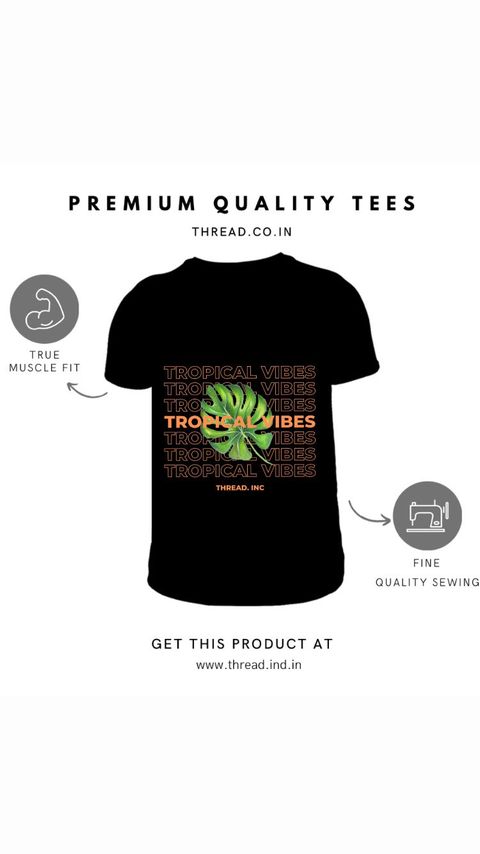 PREMIUM QUALITY TEES
THREAD.CO.IN
TRUE
MUSCLE FIT
TROPICAL VIBES
TROPICAL VIBES
TROPICAL VIBES
TROPICAL VIBES
TROPICAL VIBES
TROPICAL VIBES
TROPICAL VIBES
THREAD. INC
FINE
QUALITY SEWING
GET THIS PRODUCT AT
www.thread.ind.in